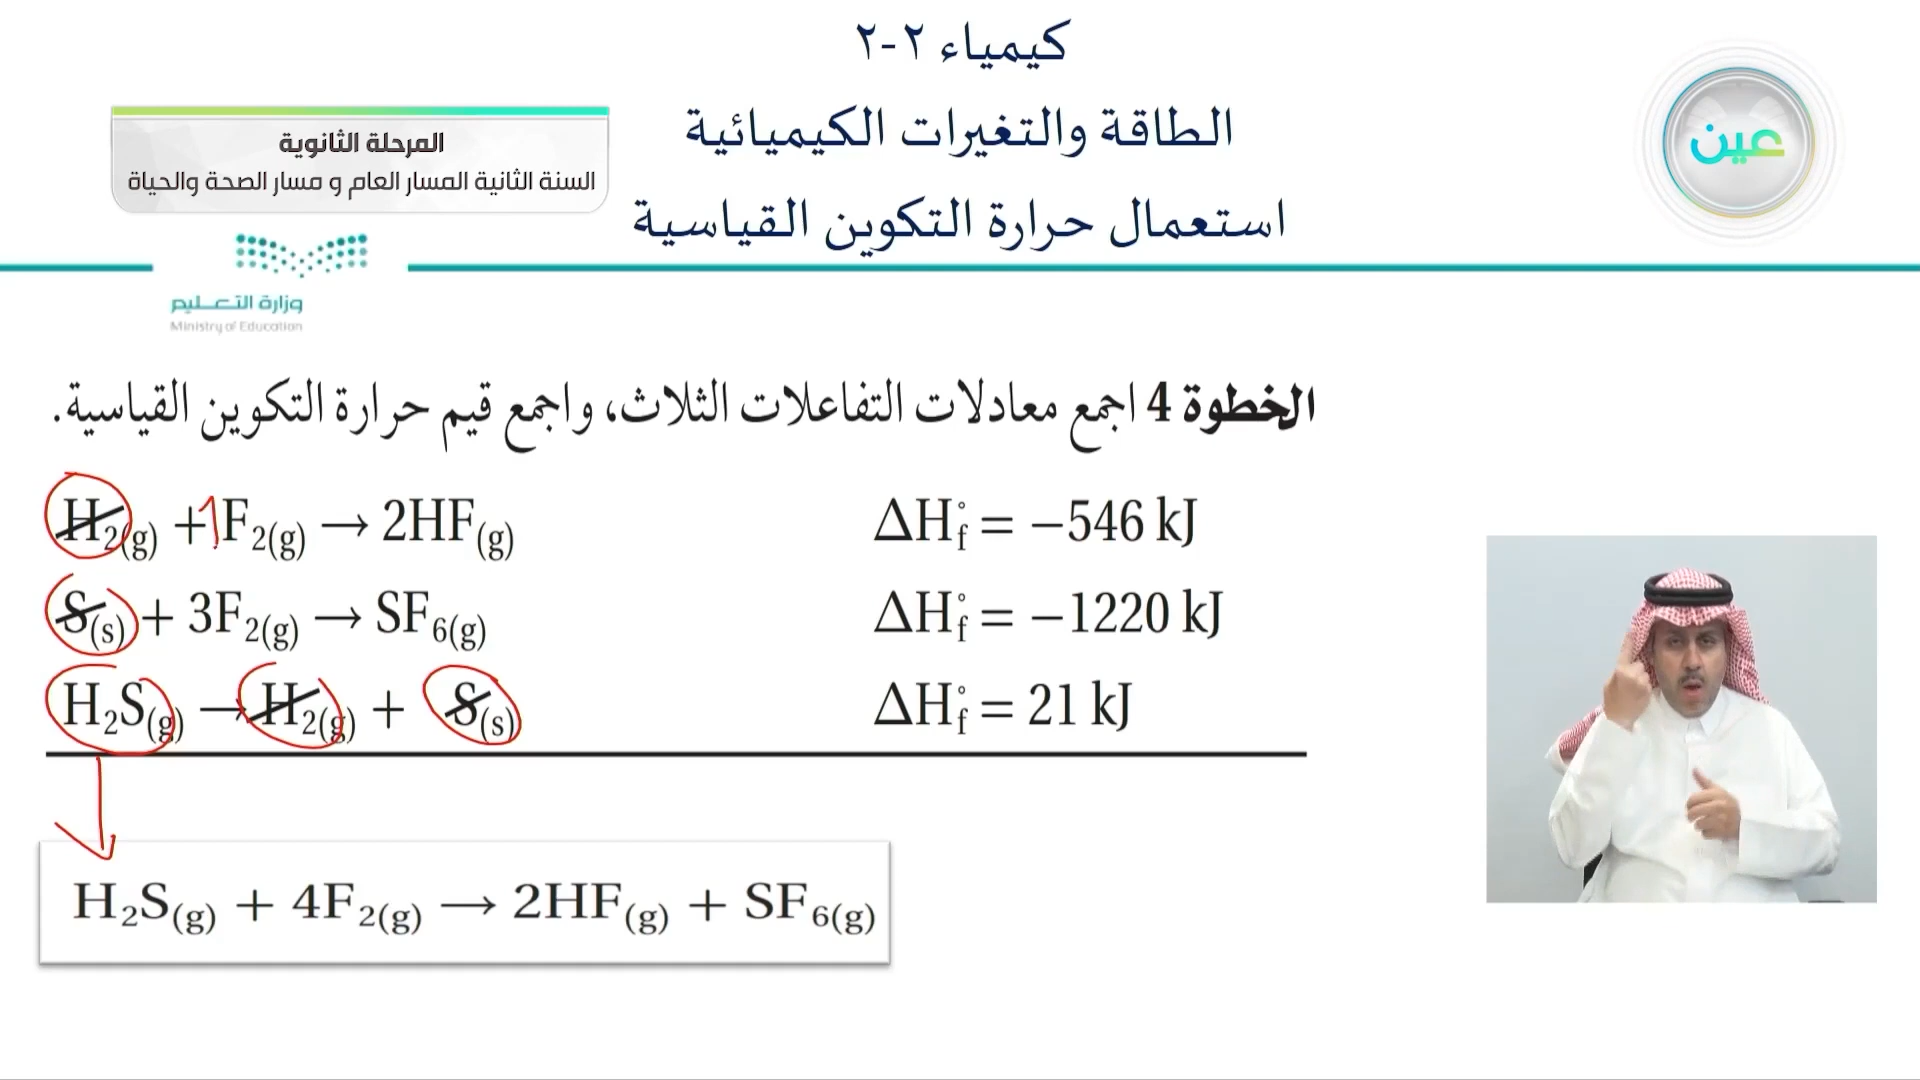 كيمياء ٢-٢
الطاقة والتغيرات الكيميائية
استعمال حرارة التكوين القياسية
عين
المرحلة الثانوية
السنة الثانية المسار العام و مسار الصحة والحياة
وزارة التعليم
Ministry of Education
الخطوة 4 اجمع معادلات التفاعلات الثلاث، واجمع قيم حرارة التكوين القياسية.
H₂(g) + 1F₂(g) → 2HF(g) ΔH°f = −546 kJ
S(s) + 3F₂(g) → SF₆(g) ΔH°f = −1220 kJ
H₂S(g) → H₂(g) + S(s) ΔH°f = 21 kJ
H₂S(g) + 4F₂(g) → 2HF(g) + SF₆(g)